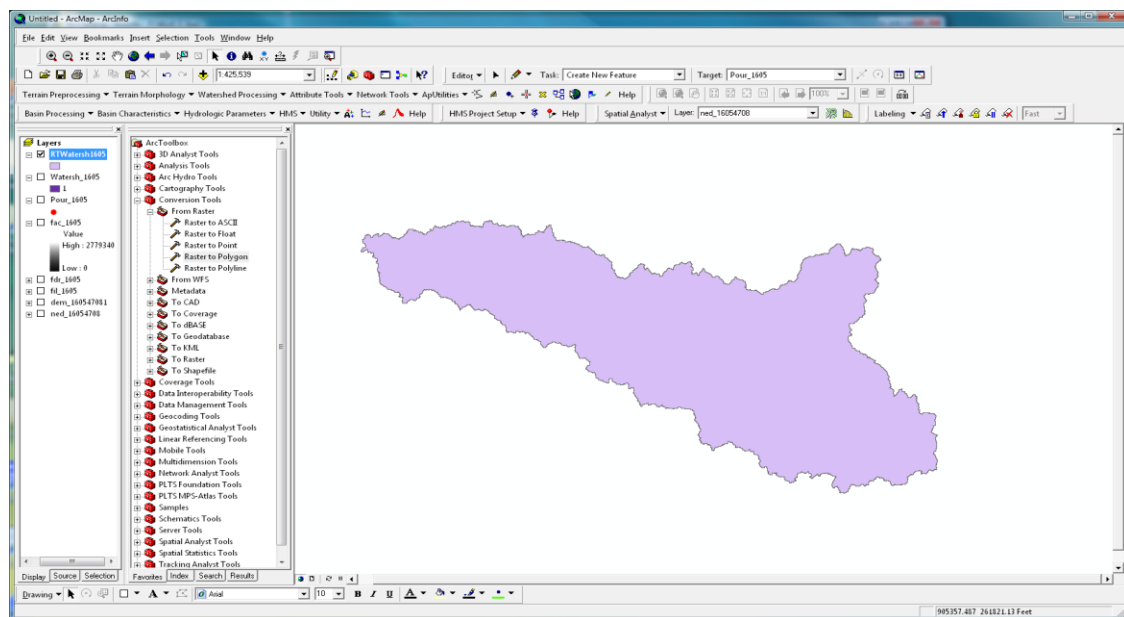 Untitled - ArcMap - ArcInfo
File Edit View Bookmarks Insert Selection Tools Window Help
1:425,539 Editor Task: Create New Feature Target: Pour_1605
Terrain Preprocessing Terrain Morphology Watershed Processing Attribute Tools Network Tools ApUtilities Help 100%
Basin Processing Basin Characteristics Hydrologic Parameters HMS Utility Help HMS Project Setup Help Spatial Analyst Layer: ned_16054708 Labeling Fast
Layers
RTWatersh1605
Watersh_1605
1
Pour_1605
fac_1605
Value
High : 2779340
Low : 0
fdr_1605
fil_1605
dem_160547081
ned_16054708
Display Source Selection
ArcToolbox
3D Analyst Tools
Analysis Tools
Arc Hydro Tools
Cartography Tools
Conversion Tools
From Raster
Raster to ASCII
Raster to Float
Raster to Point
Raster to Polygon
Raster to Polyline
From WFS
Metadata
To CAD
To Coverage
To dBASE
To Geodatabase
To KML
To Raster
To Shapefile
Coverage Tools
Data Interoperability Tools
Data Management Tools
Geocoding Tools
Geostatistical Analyst Tools
Linear Referencing Tools
Mobile Tools
Multidimension Tools
Network Analyst Tools
PLTS Foundation Tools
PLTS MPS-Atlas Tools
Samples
Schematics Tools
Server Tools
Spatial Analyst Tools
Spatial Statistics Tools
Tracking Analyst Tools
Favorites Index Search Results
Drawing A Arial 10 B I U A
905357.487 261821.13 Feet